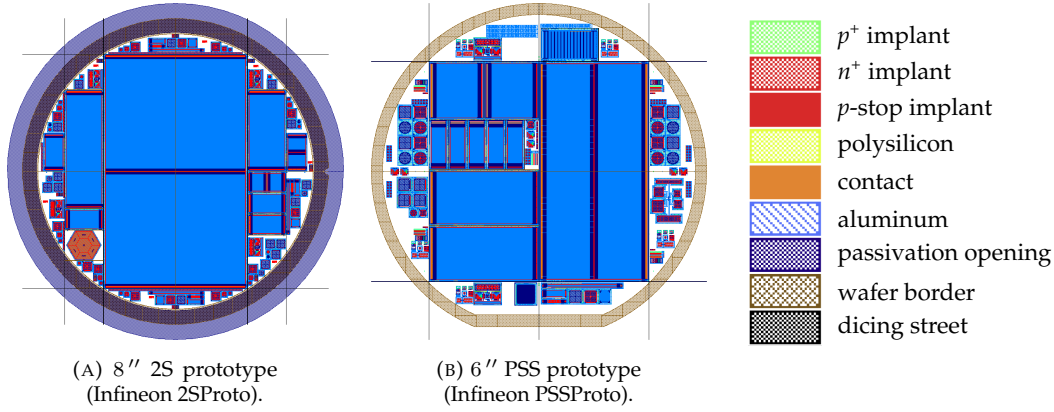 p+ implant
n+ implant
p-stop implant
polysilicon
contact
aluminum
passivation opening
wafer border
dicing street
(A) 8″ 2S prototype
(Infineon 2SProto).
(B) 6″ PSS prototype
(Infineon PSSProto).